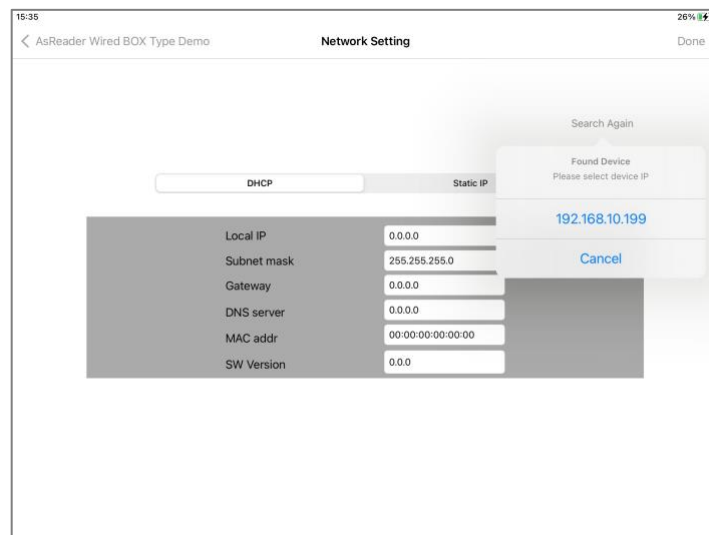 15:35
26%
AsReader Wired BOX Type Demo
Network Setting
Done
Search Again
Found Device
Please select device IP
192.168.10.199
Cancel
DHCP
Static IP
Local IP
0.0.0.0
Subnet mask
255.255.255.0
Gateway
0.0.0.0
DNS server
0.0.0.0
MAC addr
00:00:00:00:00:00
SW Version
0.0.0